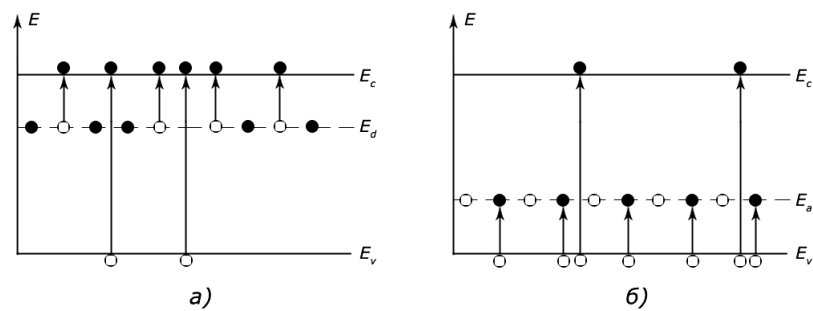 E E
E_c E_c
E_d
E_a
E_v E_v
а) б)